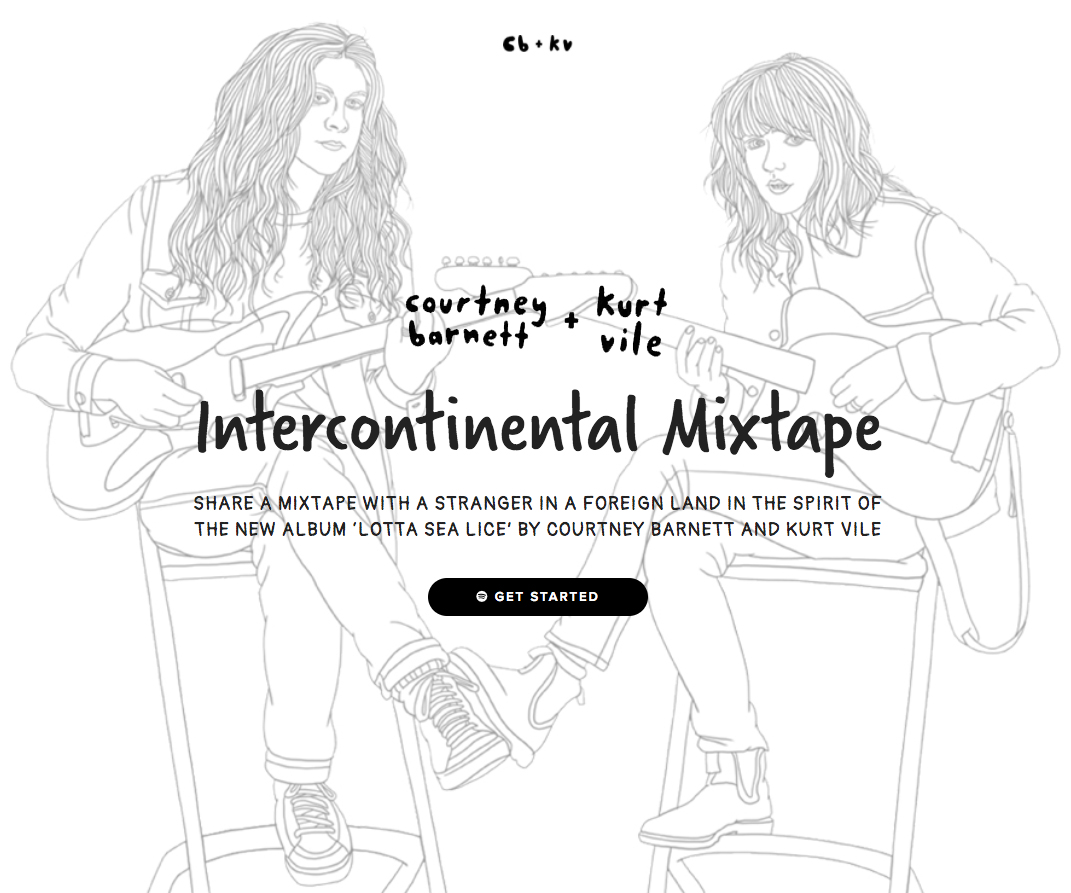 cb + kv
courtney barnett + kurt vile
Intercontinental Mixtape
SHARE A MIXTAPE WITH A STRANGER IN A FOREIGN LAND IN THE SPIRIT OF
THE NEW ALBUM ‘LOTTA SEA LICE’ BY COURTNEY BARNETT AND KURT VILE
GET STARTED